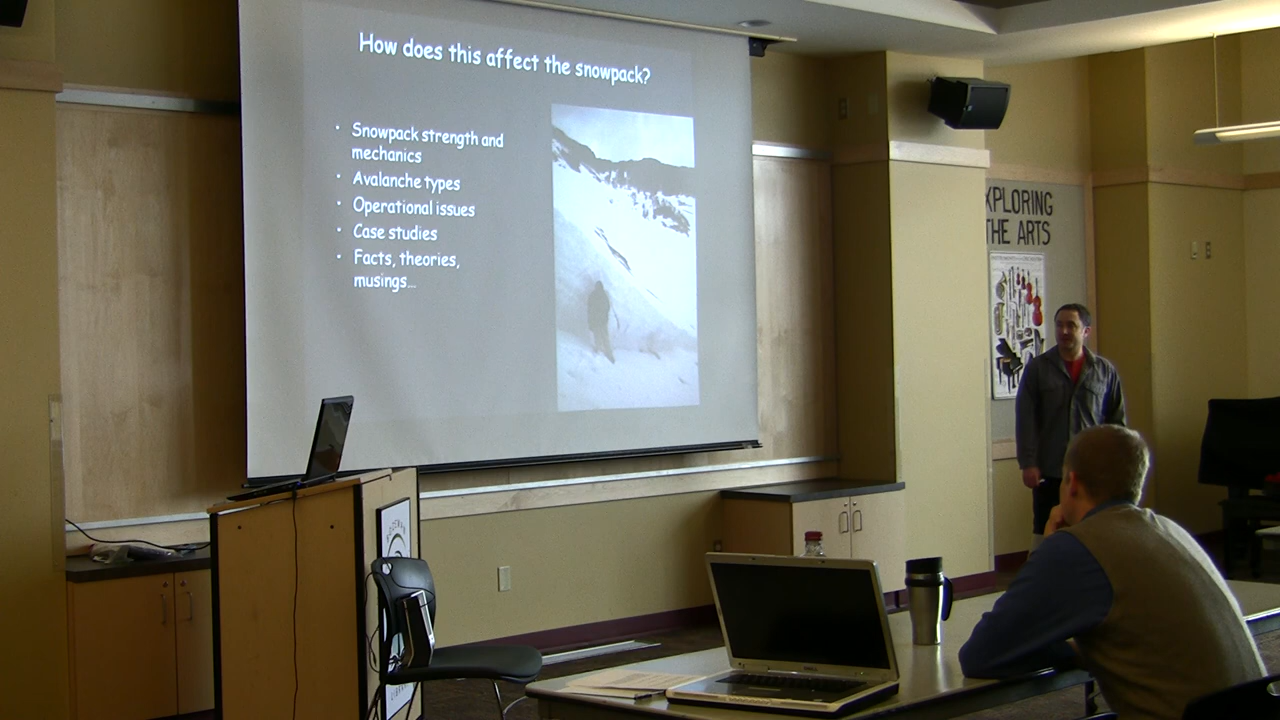 How does this affect the snowpack?
• Snowpack strength and
mechanics
• Avalanche types
• Operational issues
• Case studies
• Facts, theories,
musings...
XPLORING
THE ARTS